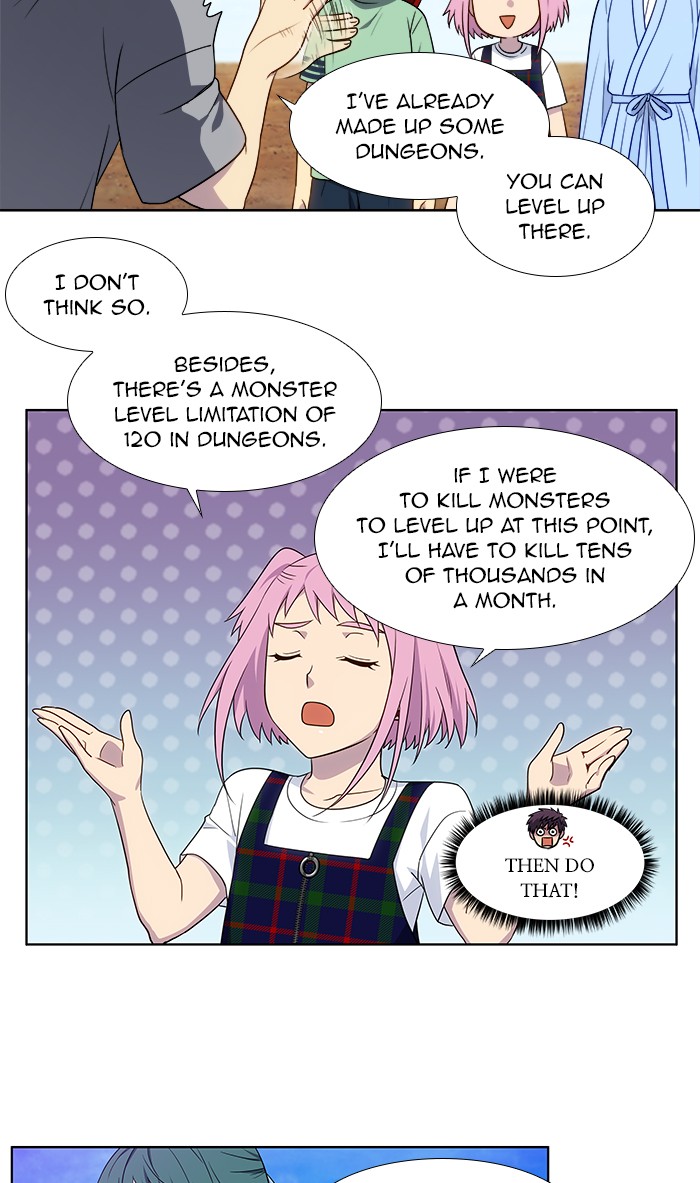 I'VE ALREADY
MADE UP SOME
DUNGEONS.
YOU CAN
LEVEL UP
THERE.
I DON'T
THINK SO.
BESIDES,
THERE'S A MONSTER
LEVEL LIMITATION OF
120 IN DUNGEONS.
IF I WERE
TO KILL MONSTERS
TO LEVEL UP AT THIS POINT,
I'LL HAVE TO KILL TENS
OF THOUSANDS IN
A MONTH.
THEN DO
THAT!